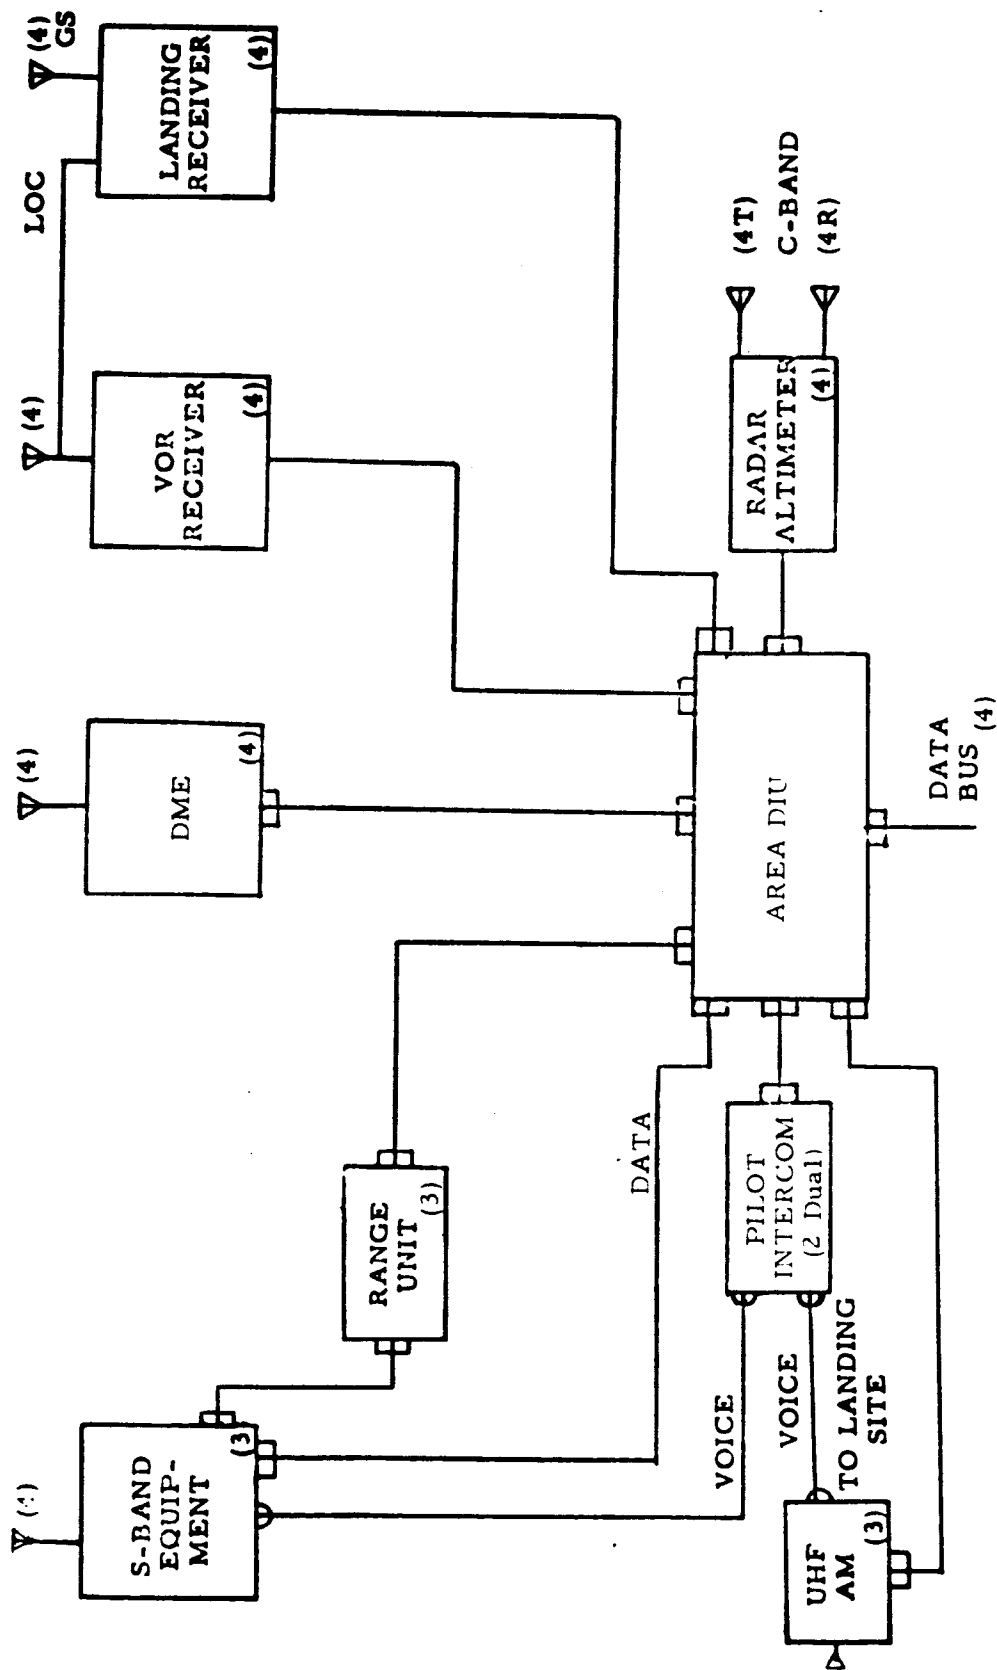 (4)
S-BAND
EQUIP-
MENT
(3
RANGE
UNIT
(3)
(4)
DME
(4)
(4)
VOR
RECEIVER
(4)
LOC
(4)
GS
LANDING
RECEIVER
(4)
DATA
VOICE
VOICE
TO LANDING
SITE
PILOT
INTERCOM
(2 Dual)
UHF
AM
(3)
AREA DIU
DATA
BUS (4)
RADAR
ALTIMETER
(4)
(4T)
C-BAND
(4R)